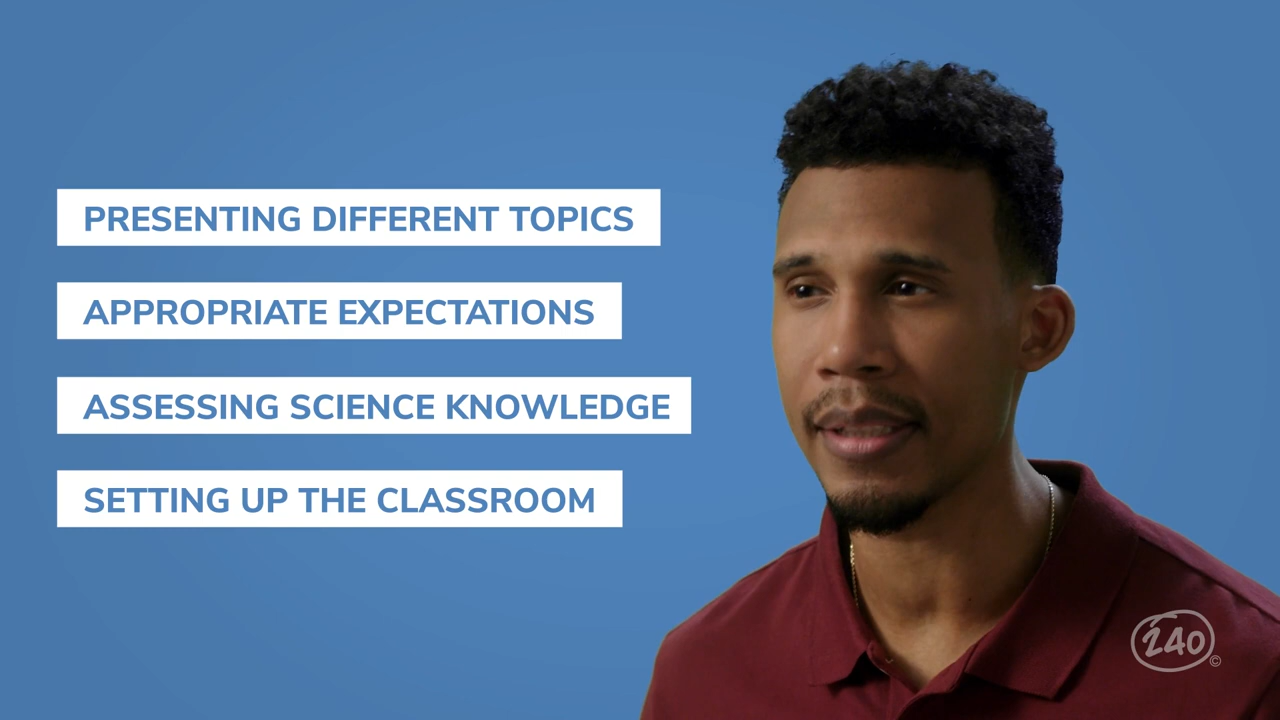 PRESENTING DIFFERENT TOPICS
APPROPRIATE EXPECTATIONS
ASSESSING SCIENCE KNOWLEDGE
SETTING UP THE CLASSROOM
240
©